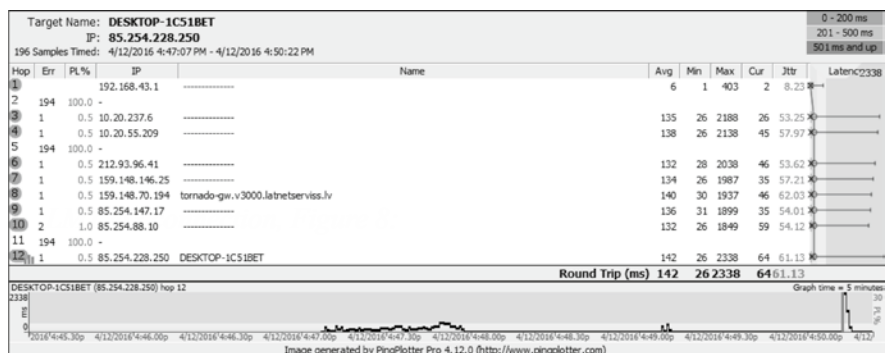 Target Name: DESKTOP-1C51BET
IP: 85.254.228.250
196 Samples Timed: 4/12/2016 4:47:07 PM - 4/12/2016 4:50:22 PM
0 - 200 ms
201 - 500 ms
501 ms and up
Hop Err PL% IP Name Avg Min Max Cur Jttr Latency 2338
1 192.168.43.1 ------------- 6 1 403 2 8.23
2 194 100.0 -
3 1 0.5 10.20.237.6 ------------- 135 26 2188 26 53.25
4 1 0.5 10.20.55.209 ------------- 138 26 2138 45 57.97
5 194 100.0 -
6 1 0.5 212.93.96.41 ------------- 132 28 2038 46 53.62
7 1 0.5 159.148.146.25 ------------- 134 26 1987 35 57.21
8 1 0.5 159.148.70.194 tornado-gw.v3000.latnetserviss.lv 140 30 1937 46 62.03
9 1 0.5 85.254.147.17 ------------- 136 31 1899 35 54.01
10 2 1.0 85.254.88.10 ------------- 132 26 1849 59 54.12
11 194 100.0 -
12 1 0.5 85.254.228.250 DESKTOP-1C51BET 142 26 2338 64 61.13
Round Trip (ms) 142 26 2338 64 61.13
DESKTOP-1C51BET (85.254.228.250) hop 12 Graph time = 5 minutes
2338 30
ms PL%
0
2016 4:45.30p 4/12/2016 4:46.00p 4/12/2016 4:46.30p 4/12/2016 4:47.00p 4/12/2016 4:47.30p 4/12/2016 4:48.00p 4/12/2016 4:48.30p 4/12/2016 4:49.00p 4/12/2016 4:49.30p 4/12/2016 4:50.00p 4/12/
Image generated by PingPlotter Pro 4.12.0 (http://www.pingplotter.com)